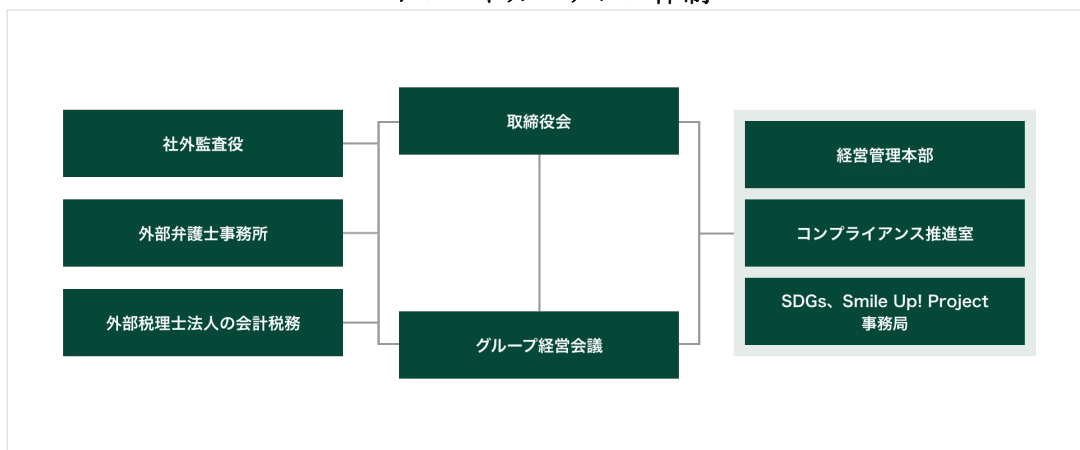 取締役会
社外監査役
経営管理本部
外部弁護士事務所
コンプライアンス推進室
SDGs、Smile Up! Project
事務局
外部税理士法人の会計税務
グループ経営会議